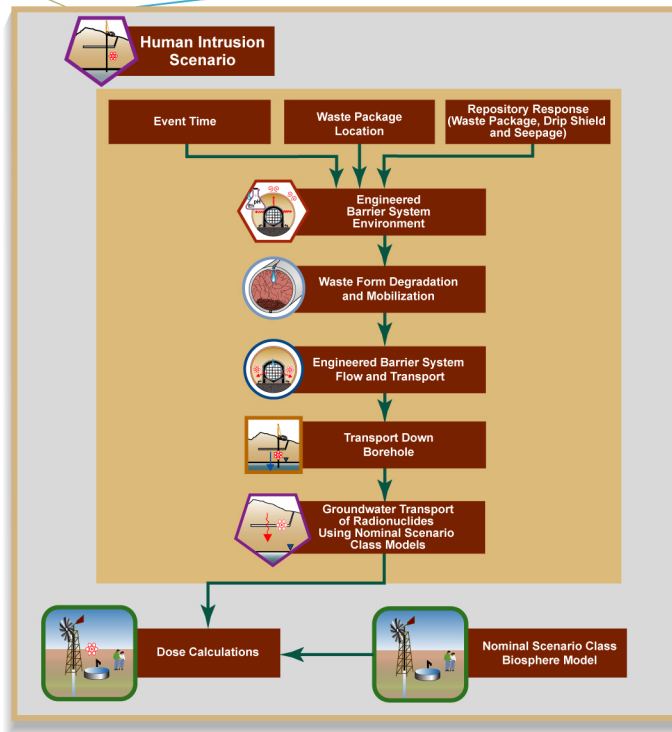 Human Intrusion
Scenario
Event Time
Waste Package
Location
Repository Response
(Waste Package, Drip Shield
and Seepage)
pH
Engineered
Barrier System
Environment
Waste Form Degradation
and Mobilization
Engineered Barrier System
Flow and Transport
Transport Down
Borehole
Groundwater Transport
of Radionuclides
Using Nominal Scenario
Class Models
Dose Calculations
Nominal Scenario Class
Biosphere Model